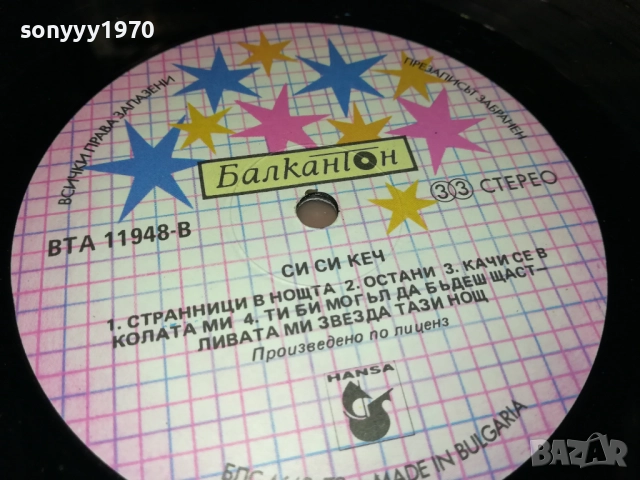 sonyyy1970
ВСИЧКИ ПРАВА ЗАПАЗЕНИ
ПРЕЗАПИСЪТ ЗАБРАНЕН
Балкантон
ВТА 11948-В
33 СТЕРЕО
СИ СИ КЕЧ
1. СТРАННИЦИ В НОЩТА 2. ОСТАНИ 3. КАЧИ СЕ В
КОЛАТА МИ 4. ТИ БИ МОГЪЛ ДА БЪДЕШ ЩАСТ–
ЛИВАТА МИ ЗВЕЗДА ТАЗИ НОЩ
Произведено по лиценз
HANSA
БДС
MADE IN BULGARIA
BAZAR